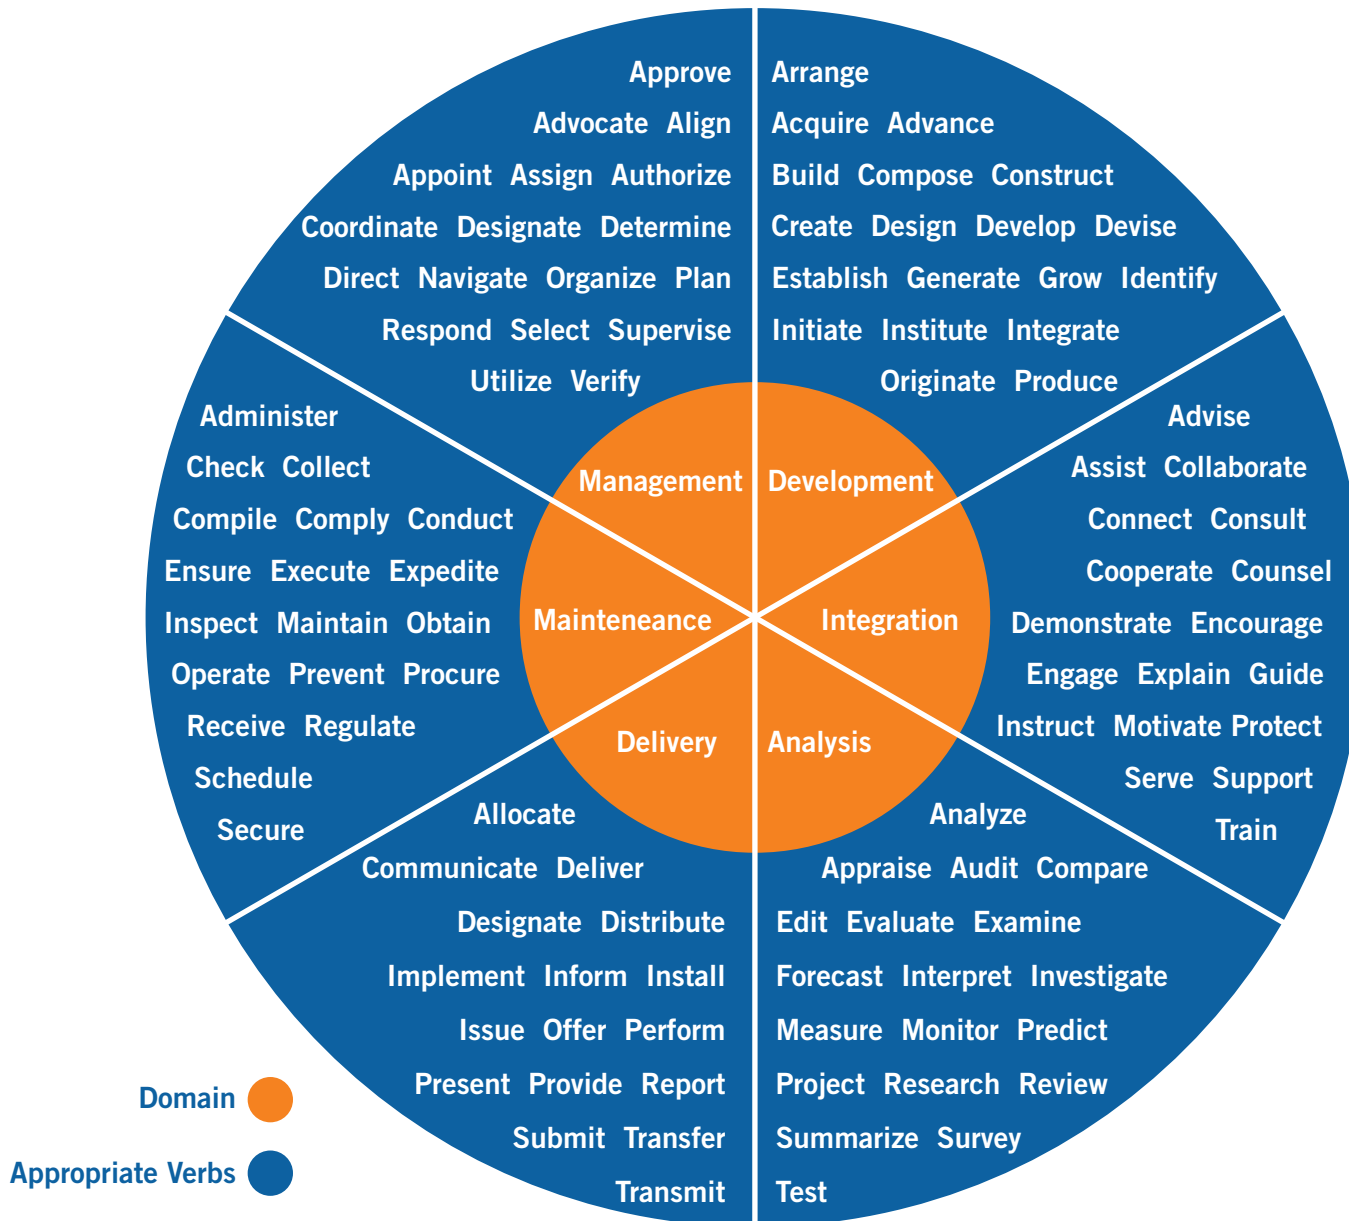 Approve
Advocate Align
Appoint Assign Authorize
Coordinate Designate Determine
Direct Navigate Organize Plan
Respond Select Supervise
Utilize Verify
Arrange
Acquire Advance
Build Compose Construct
Create Design Develop Devise
Establish Generate Grow Identify
Initiate Institute Integrate
Originate Produce
Administer
Check Collect
Compile Comply Conduct
Ensure Execute Expedite
Inspect Maintain Obtain
Operate Prevent Procure
Receive Regulate
Schedule
Secure
Management
Development
Mainteneance
Integration
Delivery
Analysis
Advise
Assist Collaborate
Connect Consult
Cooperate Counsel
Demonstrate Encourage
Engage Explain Guide
Instruct Motivate Protect
Serve Support
Train
Allocate
Communicate Deliver
Designate Distribute
Implement Inform Install
Issue Offer Perform
Present Provide Report
Submit Transfer
Transmit
Analyze
Appraise Audit Compare
Edit Evaluate Examine
Forecast Interpret Investigate
Measure Monitor Predict
Project Research Review
Summarize Survey
Test
Domain
Appropriate Verbs